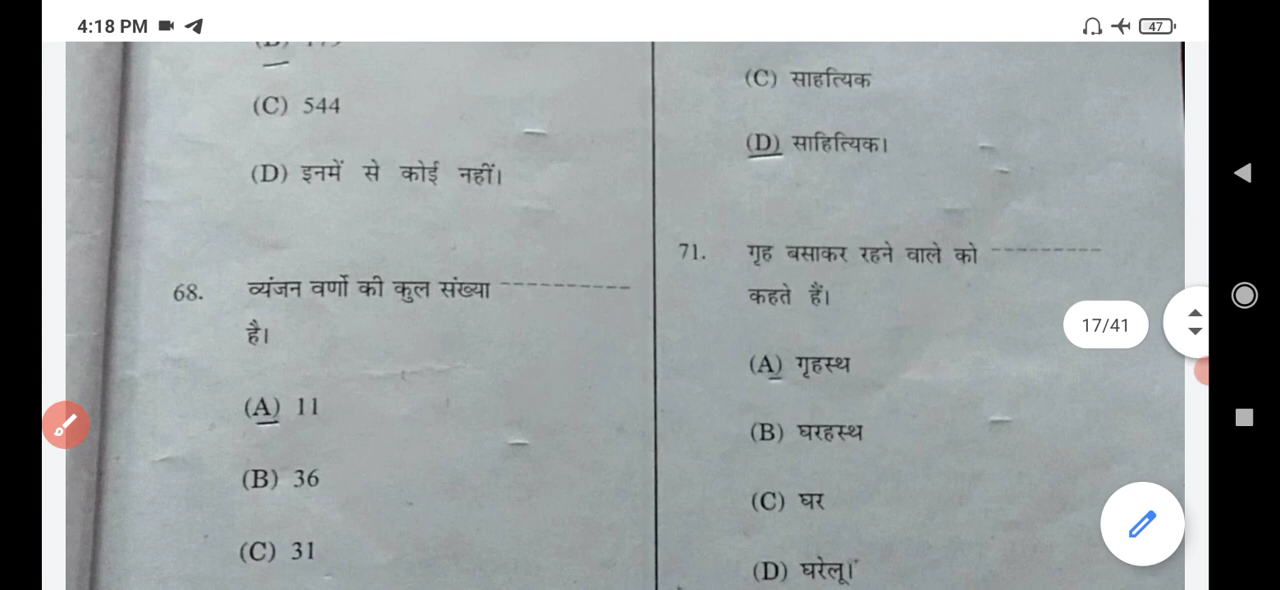 4:18 PM
47
(C) 544
(D) इनमें से कोई नहीं।
68. व्यंजन वर्णो की कुल संख्या ----------
है।
(A) 11
(B) 36
(C) 31
(C) साहत्यिक
(D) साहित्यिक।
71. गृह बसाकर रहने वाले को ---------
कहते हैं।
(A) गृहस्थ
(B) घरहस्थ
(C) घर
(D) घरेलू।
17/41